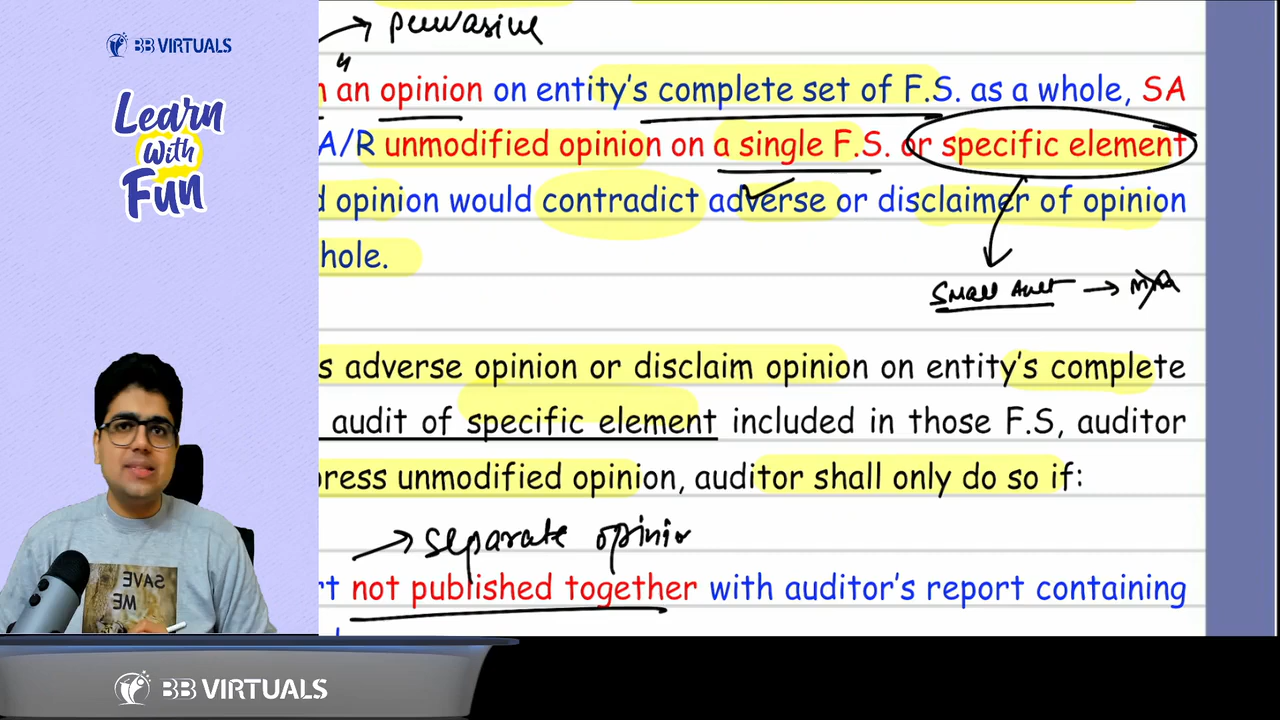 BB VIRTUALS
Learn
With
Fun
pervasive
an opinion on entity's complete set of F.S. as a whole, SA
A/R unmodified opinion on a single F.S. or specific element
d opinion would contradict adverse or disclaimer of opinion
hole.
Small
s adverse opinion or disclaim opinion on entity's complete
audit of specific element included in those F.S, auditor
press unmodified opinion, auditor shall only do so if:
separate opinion
rt not published together with auditor's report containing
SAVE
ME
BB VIRTUALS